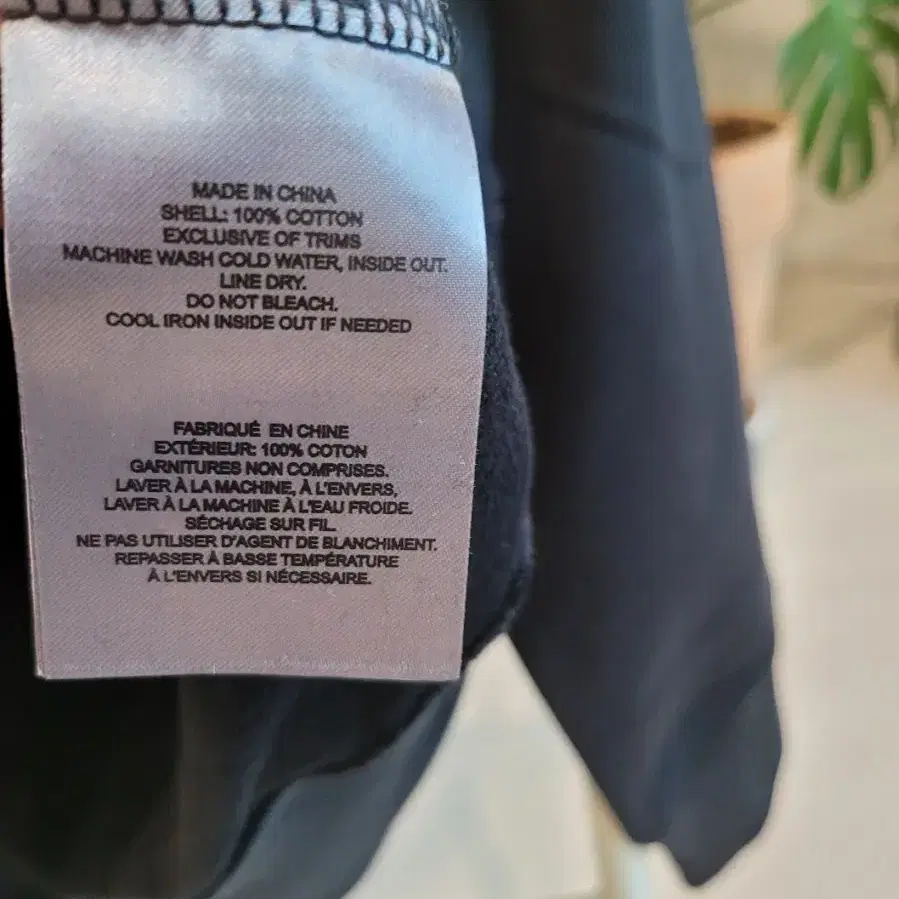 MADE IN CHINA
SHELL: 100% COTTON
EXCLUSIVE OF TRIMS
MACHINE WASH COLD WATER, INSIDE OUT.
LINE DRY.
DO NOT BLEACH.
COOL IRON INSIDE OUT IF NEEDED
FABRIQUÉ EN CHINE
EXTÉRIEUR: 100% COTON
GARNITURES NON COMPRISES.
LAVER À LA MACHINE, À L'ENVERS,
LAVER À LA MACHINE À L'EAU FROIDE.
SÉCHAGE SUR FIL.
NE PAS UTILISER D'AGENT DE BLANCHIMENT.
REPASSER À BASSE TEMPÉRATURE
À L'ENVERS SI NÉCESSAIRE.